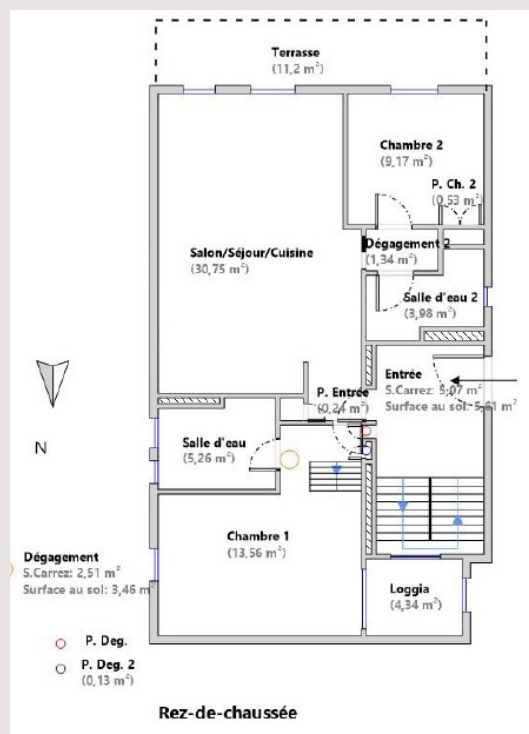 Terrasse
(11,2 m²)
Chambre 2
(9,17 m²)
P. Ch. 2
(0,53 m²)
Salon/Séjour/Cuisine
(30,75 m²)
Dégagement 2
(1,34 m²)
Salle d'eau 2
(3,98 m²)
Entrée
S.Carrez: 5,07 m²
Surface au sol: 5,61 m²
P. Entrée
(0,24 m²)
N
Salle d'eau
(5,26 m²)
Chambre 1
(13,56 m²)
Dégagement
S.Carrez: 2,51 m²
Surface au sol: 3,46 m
Loggia
(4,34 m²)
P. Deg.
P. Deg. 2
(0,13 m²)
Rez-de-chaussée